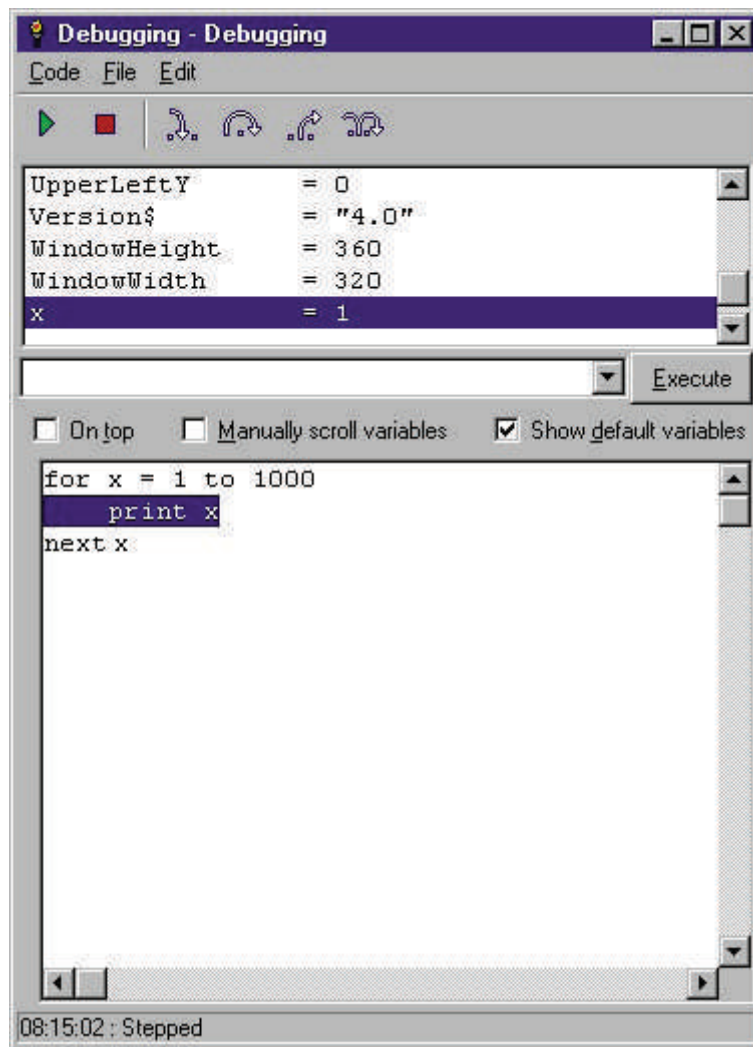 Debugging - Debugging
Code File Edit
UpperLeftY = 0
Version$ = "4.0"
WindowHeight = 360
WindowWidth = 320
x = 1
Execute
On top Manually scroll variables Show default variables
for x = 1 to 1000
    print x
next x
08:15:02 : Stepped